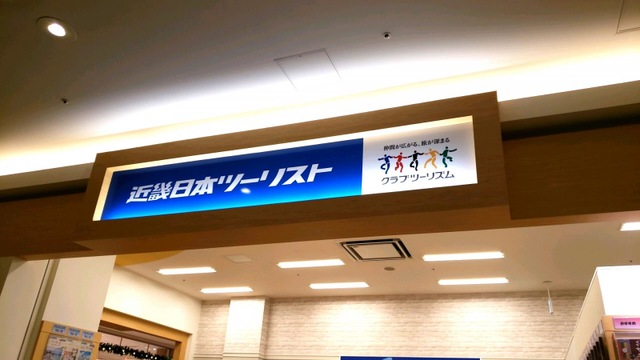 近畿日本ツーリスト
仲間が広がる、旅が深まる
クラブツーリズム